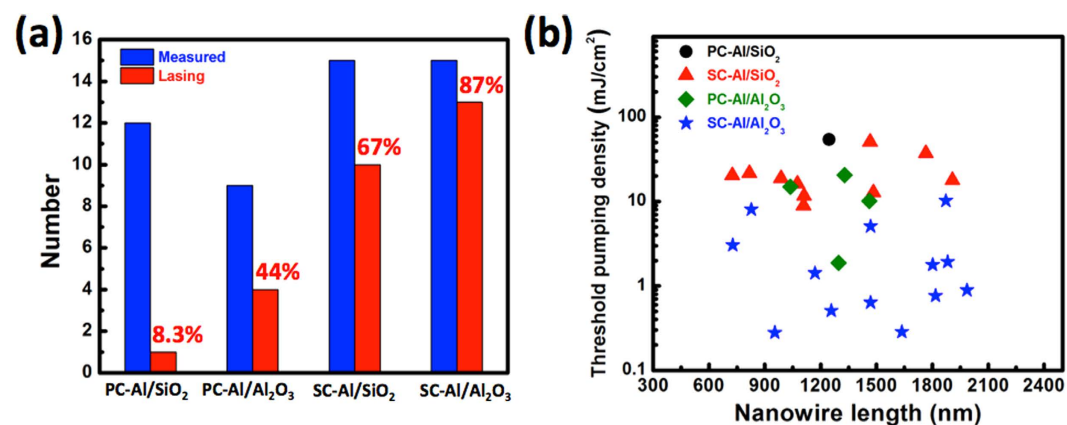 (a)
Number
16
14
12
10
8
6
4
2
0
Measured
Lasing
8.3%
44%
67%
87%
PC-Al/SiO₂
PC-Al/Al₂O₃
SC-Al/SiO₂
SC-Al/Al₂O₃
(b)
Threshold pumping density (mJ/cm²)
100
10
1
0.1
PC-Al/SiO₂
SC-Al/SiO₂
PC-Al/Al₂O₃
SC-Al/Al₂O₃
300 600 900 1200 1500 1800 2100 2400
Nanowire length (nm)